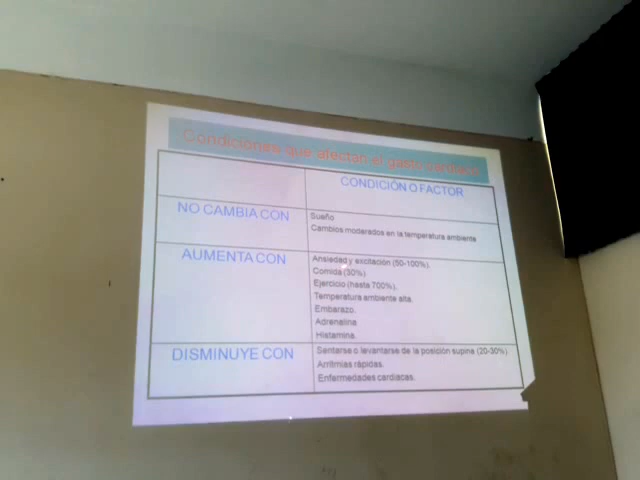 Condiciones que afectan el gasto cardiaco
CONDICIÓN O FACTOR
NO CAMBIA CON
Sueño
Cambios moderados en la temperatura ambiente
AUMENTA CON
Ansiedad y excitación (50-100%).
Comida (30%)
Ejercicio (hasta 700%).
Temperatura ambiente alta.
Embarazo.
Adrenalina
Histamina.
DISMINUYE CON
Sentarse o levantarse de la posición supina (20-30%).
Arritmias rápidas.
Enfermedades cardiacas.